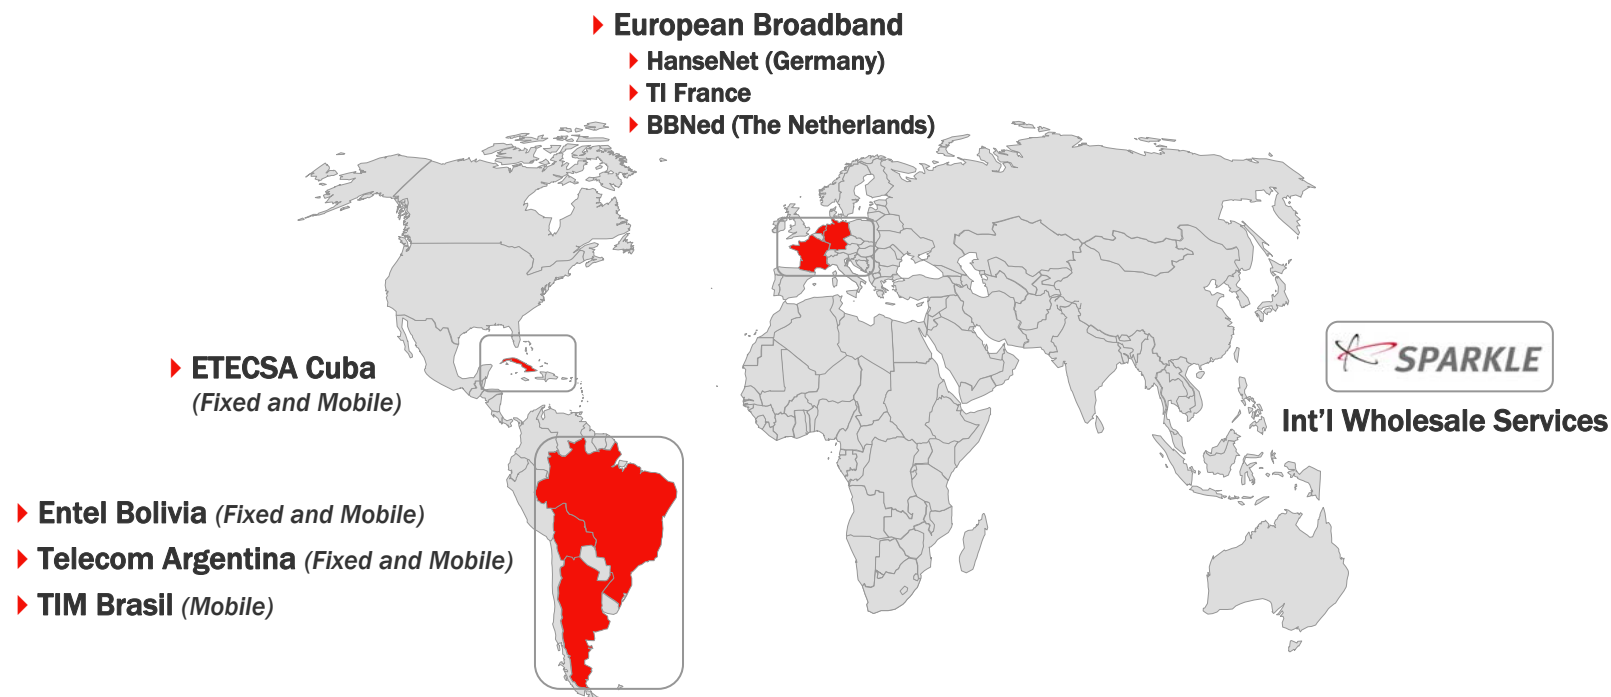 European Broadband
HanseNet (Germany)
TI France
BBNed (The Netherlands)
ETECSA Cuba
(Fixed and Mobile)
SPARKLE
Int'l Wholesale Services
Entel Bolivia (Fixed and Mobile)
Telecom Argentina (Fixed and Mobile)
TIM Brasil (Mobile)